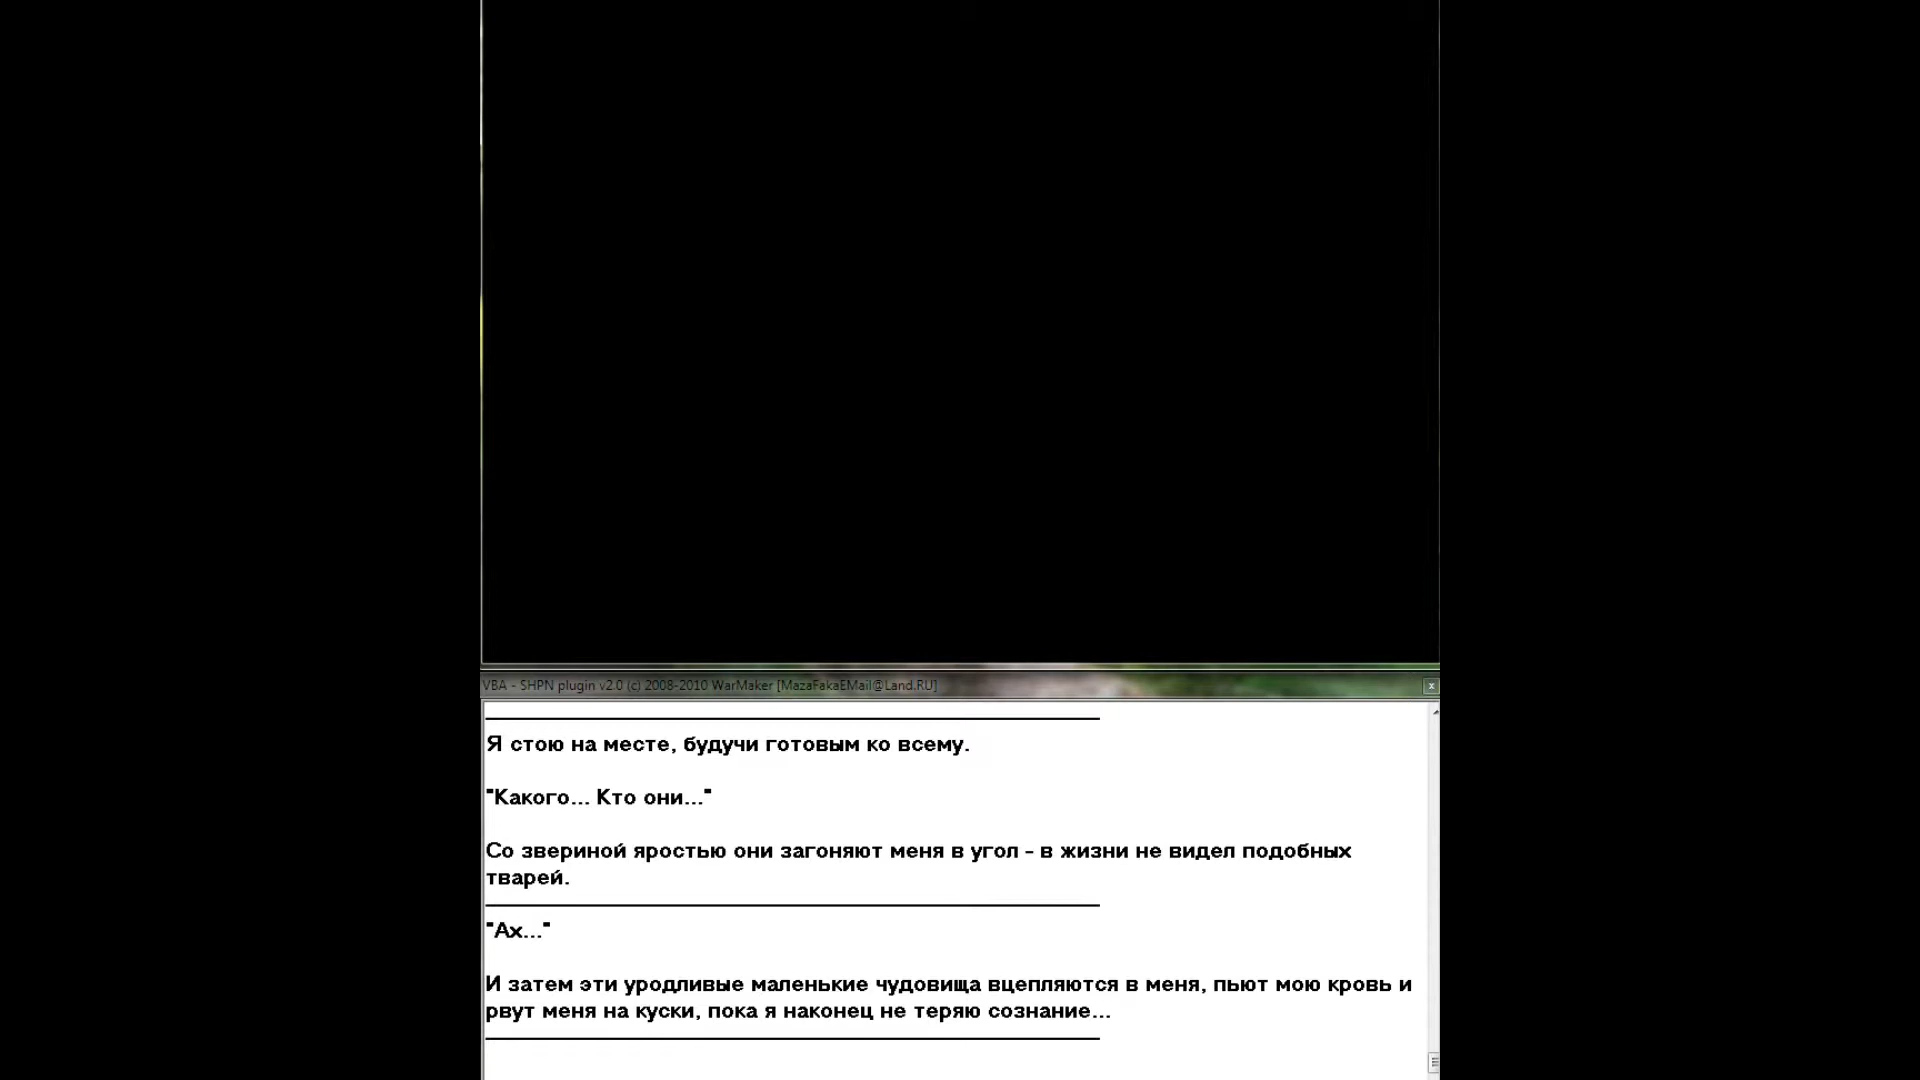 VBA - SHPN plugin v2.0 (c) 2008-2010 WarMaker [MazaFakaEMail@Land.RU]
Я стою на месте, будучи готовым ко всему.
"Какого... Кто они..."
Со звериной яростью они загоняют меня в угол - в жизни не видел подобных
тварей.
"Ах..."
И затем эти уродливые маленькие чудовища вцепляются в меня, пьют мою кровь и
рвут меня на куски, пока я наконец не теряю сознание...